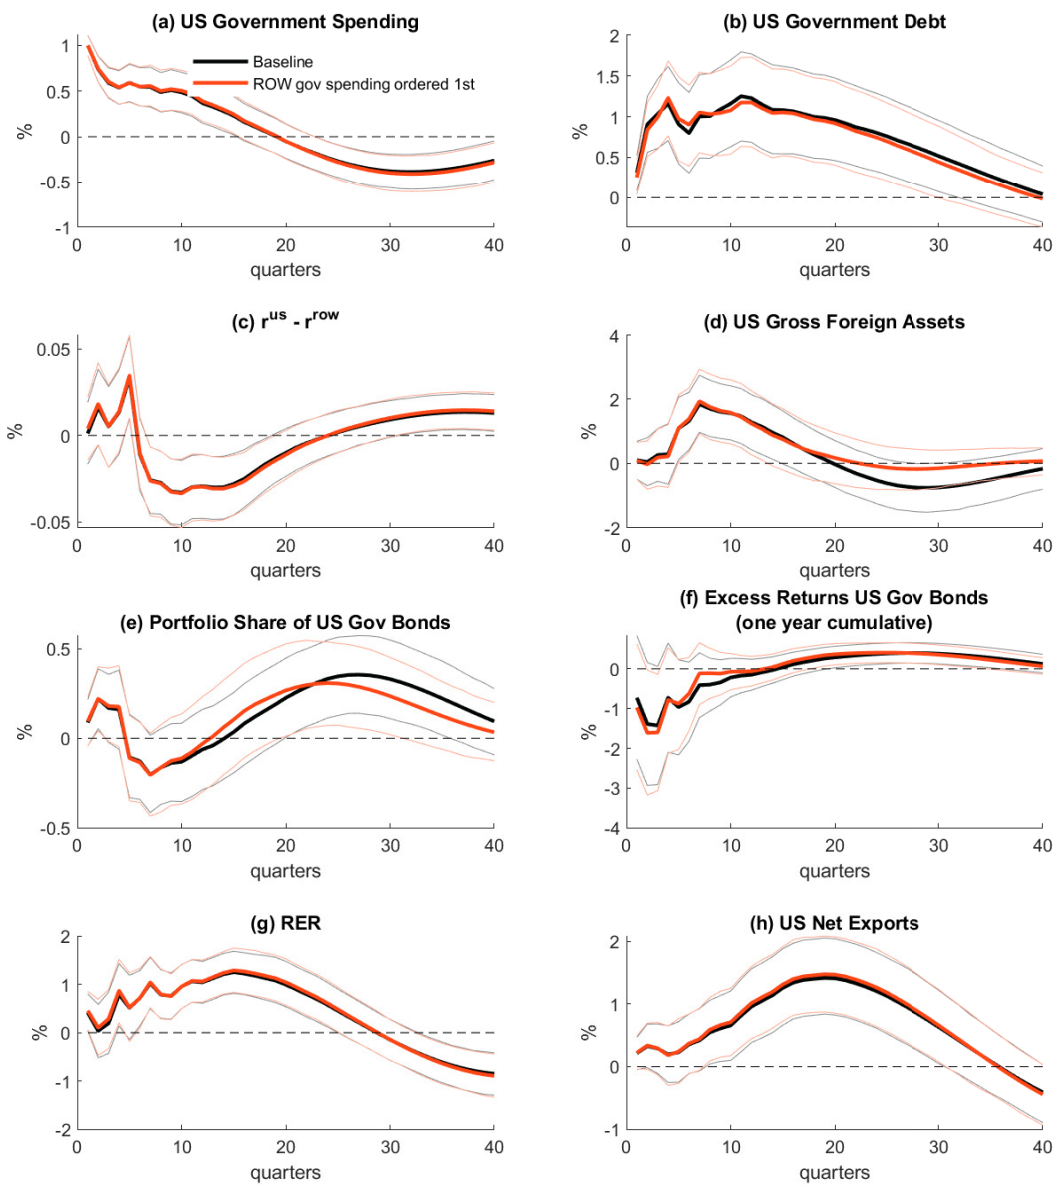 (a) US Government Spending
1
0.5
0
-0.5
-1
%
Baseline
ROW gov spending ordered 1st
0 10 20 30 40
quarters
(b) US Government Debt
2
1.5
1
0.5
0
%
0 10 20 30 40
quarters
(c) r^us - r^row
0.05
0
-0.05
%
0 10 20 30 40
quarters
(d) US Gross Foreign Assets
4
2
0
-2
%
0 10 20 30 40
quarters
(e) Portfolio Share of US Gov Bonds
0.5
0
-0.5
%
0 10 20 30 40
quarters
(f) Excess Returns US Gov Bonds
(one year cumulative)
0
-1
-2
-3
-4
%
0 10 20 30 40
quarters
(g) RER
2
1
0
-1
-2
%
0 10 20 30 40
quarters
(h) US Net Exports
2
1
0
-1
%
0 10 20 30 40
quarters